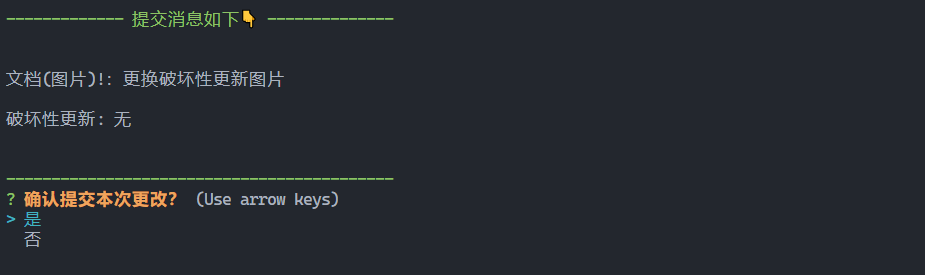 ------------- 提交消息如下👇 --------------
文档(图片)!: 更换破坏性更新图片
破坏性更新: 无
-------------------------------------------
? 确认提交本次更改? (Use arrow keys)
> 是
否